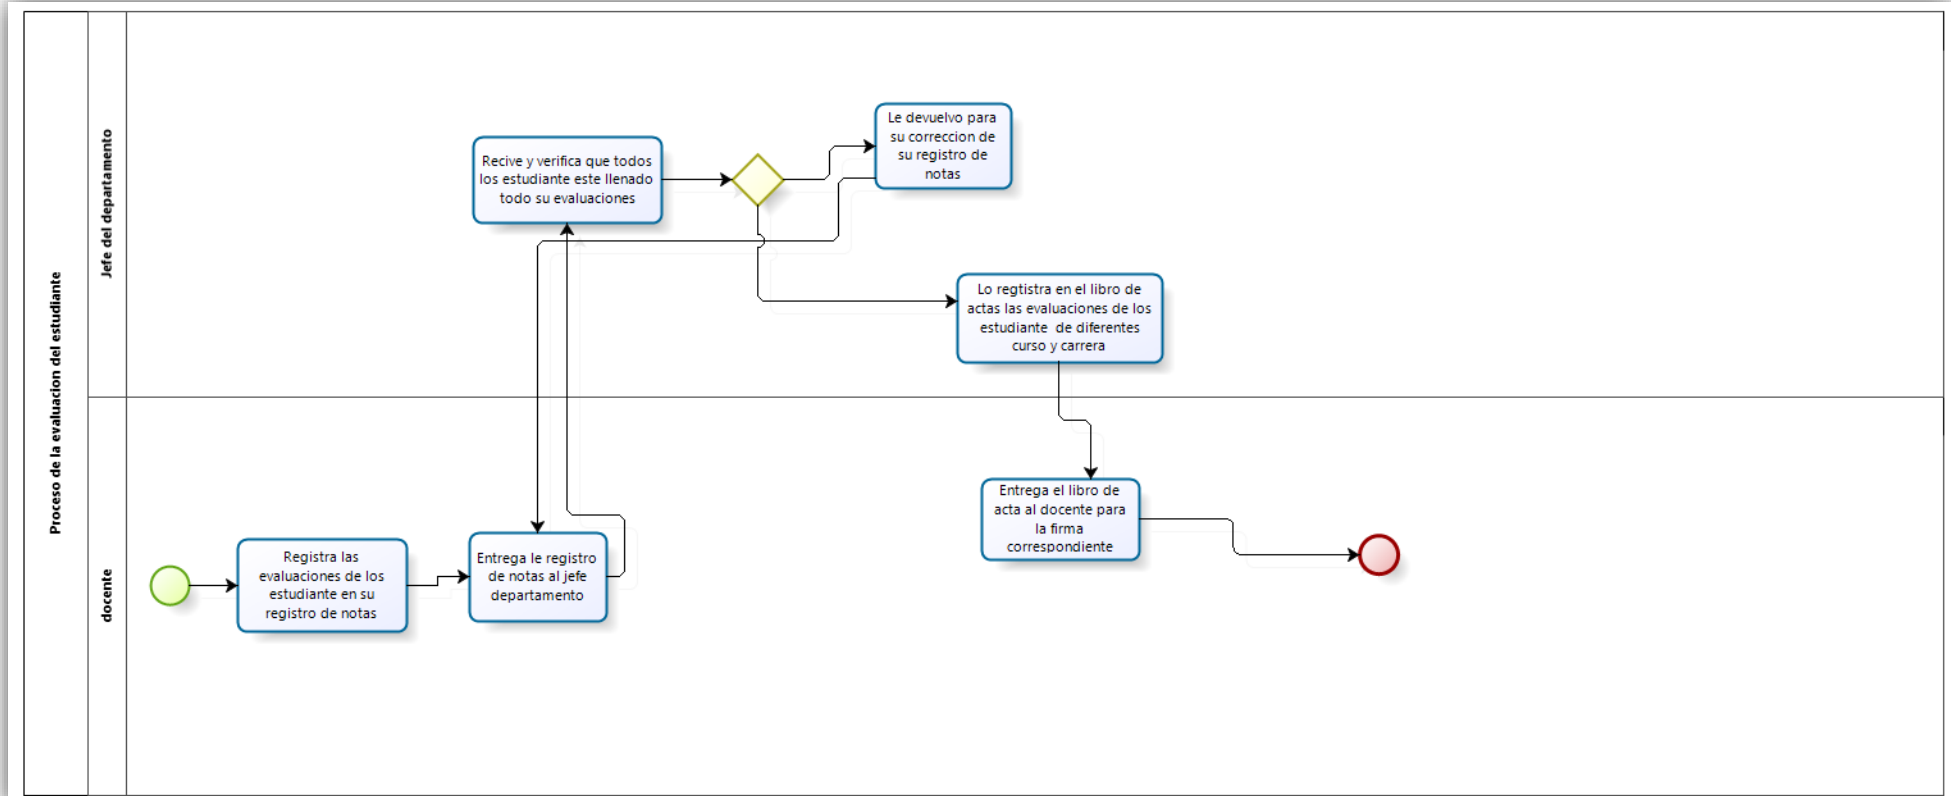 Proceso de la evaluacion del estudiante
Jefe del departamento
Recive y verifica que todos
los estudiante este llenado
todo su evaluaciones
Le devuelvo para
su correccion de
su registro de
notas
Lo regtistra en el libro de
actas las evaluaciones de los
estudiante de diferentes
curso y carrera
docente
Registra las
evaluaciones de los
estudiante en su
registro de notas
Entrega le registro
de notas al jefe
departamento
Entrega el libro de
acta al docente para
la firma
correspondiente